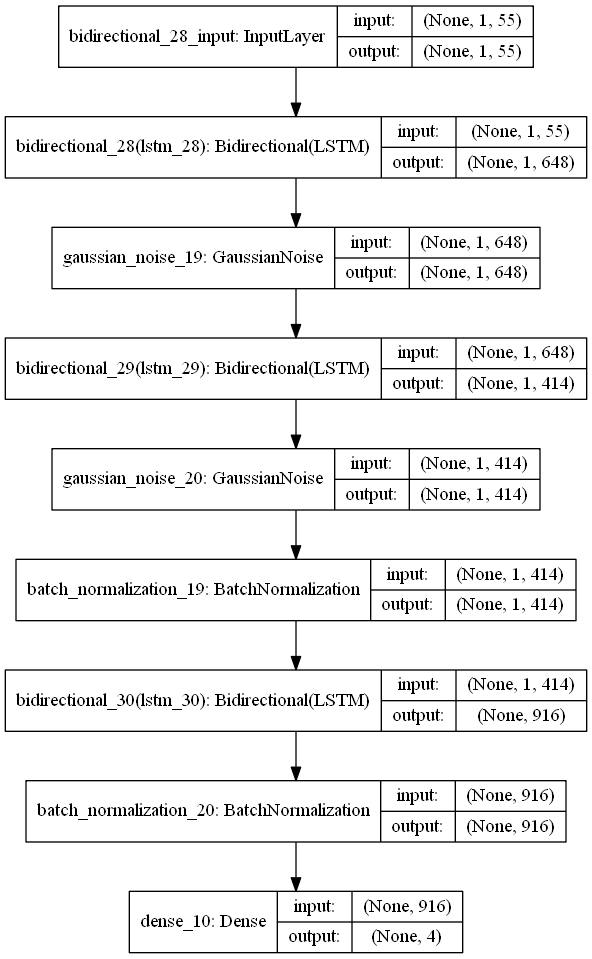 bidirectional_28_input: InputLayer
input: (None, 1, 55)
output: (None, 1, 55)
bidirectional_28(lstm_28): Bidirectional(LSTM)
input: (None, 1, 55)
output: (None, 1, 648)
gaussian_noise_19: GaussianNoise
input: (None, 1, 648)
output: (None, 1, 648)
bidirectional_29(lstm_29): Bidirectional(LSTM)
input: (None, 1, 648)
output: (None, 1, 414)
gaussian_noise_20: GaussianNoise
input: (None, 1, 414)
output: (None, 1, 414)
batch_normalization_19: BatchNormalization
input: (None, 1, 414)
output: (None, 1, 414)
bidirectional_30(lstm_30): Bidirectional(LSTM)
input: (None, 1, 414)
output: (None, 916)
batch_normalization_20: BatchNormalization
input: (None, 916)
output: (None, 916)
dense_10: Dense
input: (None, 916)
output: (None, 4)